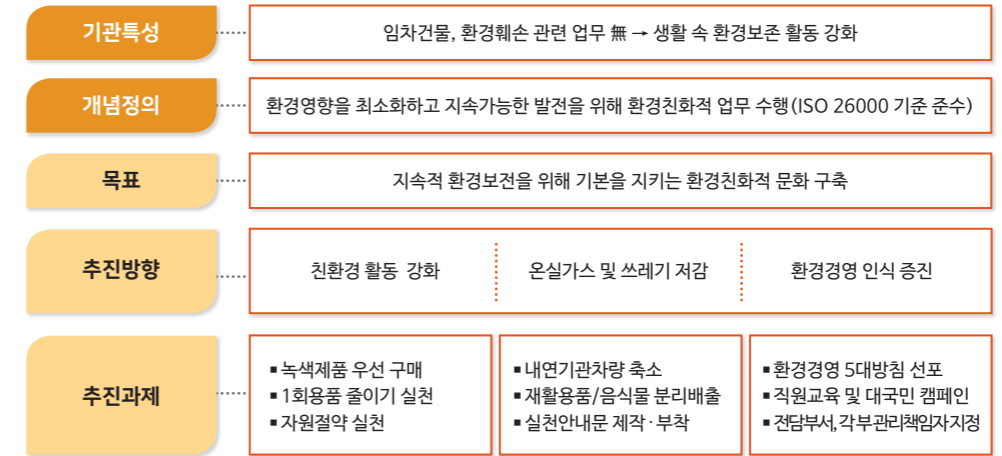 기관특성
임차건물, 환경훼손 관련 업무 無 → 생활 속 환경보존 활동 강화
개념정의
환경영향을 최소화하고 지속가능한 발전을 위해 환경친화적 업무 수행(ISO 26000 기준 준수)
목표
지속적 환경보전을 위해 기본을 지키는 환경친화적 문화 구축
추진방향
친환경 활동 강화
온실가스 및 쓰레기 저감
환경경영 인식 증진
추진과제
▪녹색제품 우선 구매
▪1회용품 줄이기 실천
▪자원절약 실천
▪내연기관차량 축소
▪재활용품/음식물 분리배출
▪실천안내문 제작·부착
▪환경경영 5대방침 선포
▪직원교육 및 대국민 캠페인
▪전담부서, 각 부 관리책임자 지정